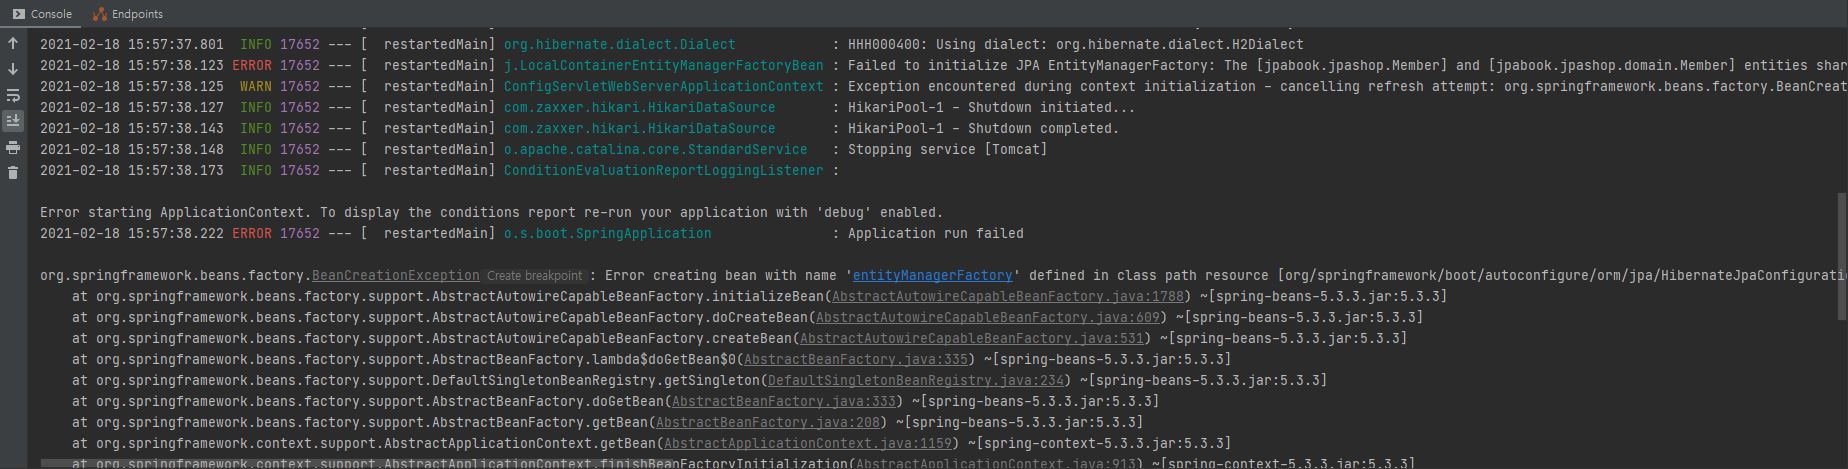 Console Endpoints
2021-02-18 15:57:37.801  INFO 17652 --- [  restartedMain] org.hibernate.dialect.Dialect            : HHH000400: Using dialect: org.hibernate.dialect.H2Dialect
2021-02-18 15:57:38.123 ERROR 17652 --- [  restartedMain] j.LocalContainerEntityManagerFactoryBean : Failed to initialize JPA EntityManagerFactory: The [jpabook.jpashop.Member] and [jpabook.jpashop.domain.Member] entities shar
2021-02-18 15:57:38.125  WARN 17652 --- [  restartedMain] ConfigServletWebServerApplicationContext : Exception encountered during context initialization - cancelling refresh attempt: org.springframework.beans.factory.BeanCreat
2021-02-18 15:57:38.127  INFO 17652 --- [  restartedMain] com.zaxxer.hikari.HikariDataSource       : HikariPool-1 - Shutdown initiated...
2021-02-18 15:57:38.143  INFO 17652 --- [  restartedMain] com.zaxxer.hikari.HikariDataSource       : HikariPool-1 - Shutdown completed.
2021-02-18 15:57:38.148  INFO 17652 --- [  restartedMain] o.apache.catalina.core.StandardService   : Stopping service [Tomcat]
2021-02-18 15:57:38.173  INFO 17652 --- [  restartedMain] ConditionEvaluationReportLoggingListener :
Error starting ApplicationContext. To display the conditions report re-run your application with 'debug' enabled.
2021-02-18 15:57:38.222 ERROR 17652 --- [  restartedMain] o.s.boot.SpringApplication               : Application run failed
org.springframework.beans.factory.BeanCreationException Create breakpoint : Error creating bean with name 'entityManagerFactory' defined in class path resource [org/springframework/boot/autoconfigure/orm/jpa/HibernateJpaConfiguratio
at org.springframework.beans.factory.support.AbstractAutowireCapableBeanFactory.initializeBean(AbstractAutowireCapableBeanFactory.java:1788) ~[spring-beans-5.3.3.jar:5.3.3]
at org.springframework.beans.factory.support.AbstractAutowireCapableBeanFactory.doCreateBean(AbstractAutowireCapableBeanFactory.java:609) ~[spring-beans-5.3.3.jar:5.3.3]
at org.springframework.beans.factory.support.AbstractAutowireCapableBeanFactory.createBean(AbstractAutowireCapableBeanFactory.java:531) ~[spring-beans-5.3.3.jar:5.3.3]
at org.springframework.beans.factory.support.AbstractBeanFactory.lambda$doGetBean$0(AbstractBeanFactory.java:335) ~[spring-beans-5.3.3.jar:5.3.3]
at org.springframework.beans.factory.support.DefaultSingletonBeanRegistry.getSingleton(DefaultSingletonBeanRegistry.java:234) ~[spring-beans-5.3.3.jar:5.3.3]
at org.springframework.beans.factory.support.AbstractBeanFactory.doGetBean(AbstractBeanFactory.java:333) ~[spring-beans-5.3.3.jar:5.3.3]
at org.springframework.beans.factory.support.AbstractBeanFactory.getBean(AbstractBeanFactory.java:208) ~[spring-beans-5.3.3.jar:5.3.3]
at org.springframework.context.support.AbstractApplicationContext.getBean(AbstractApplicationContext.java:1159) ~[spring-context-5.3.3.jar:5.3.3]
at org.springframework.context.support.AbstractApplicationContext.finishBeanFactoryInitialization(AbstractApplicationContext.java:913) ~[spring-context-5.3.3.jar:5.3.3]